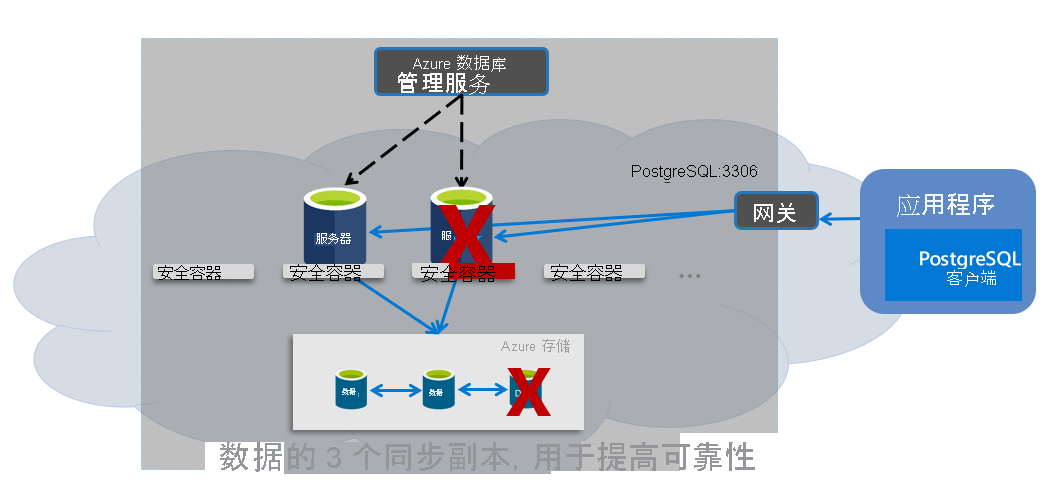 Azure 数据库
管理服务
PostgreSQL:3306
网关
应用程序
PostgreSQL
客户端
服务器
服
安全容器
安全容器
安全容器
安全容器
...
Azure 存储
数据
数据
D
数据的 3 个同步副本, 用于提高可靠性